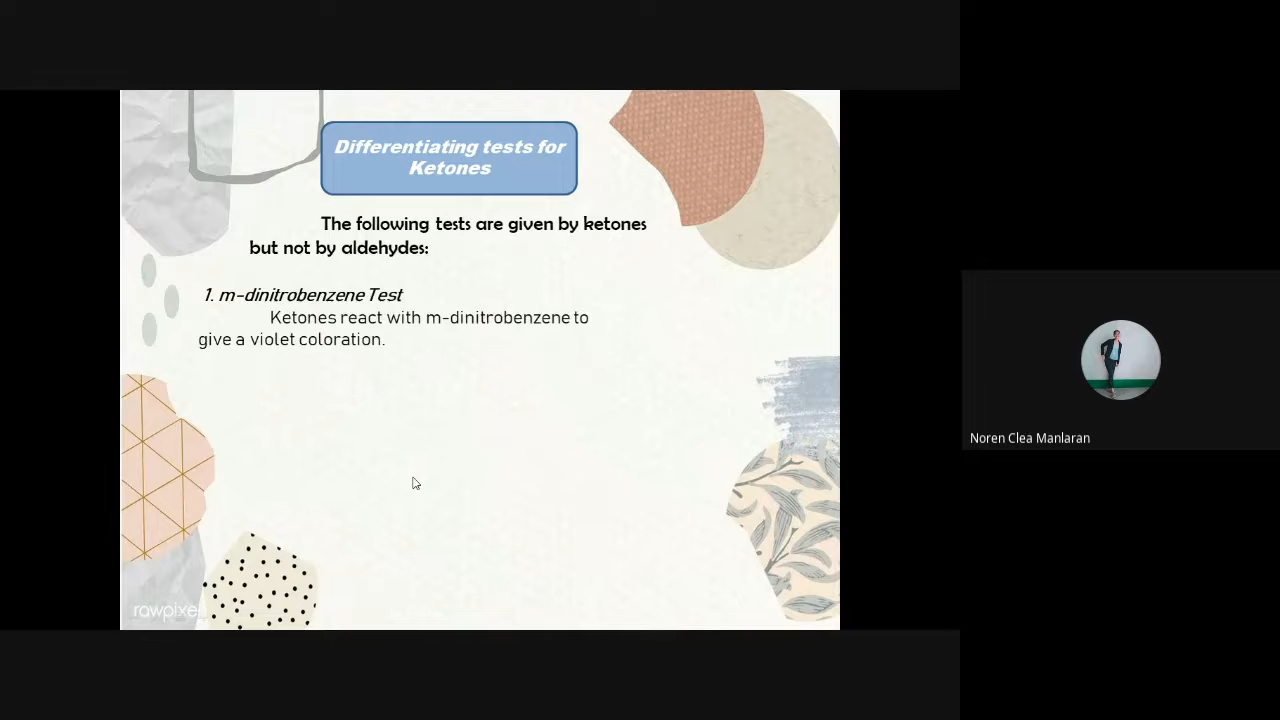 Differentiating tests for
Ketones
The following tests are given by ketones
but not by aldehydes:
1. m-dinitrobenzene Test
Ketones react with m-dinitrobenzene to
give a violet coloration.
rawpixel
Noren Clea Manlaran